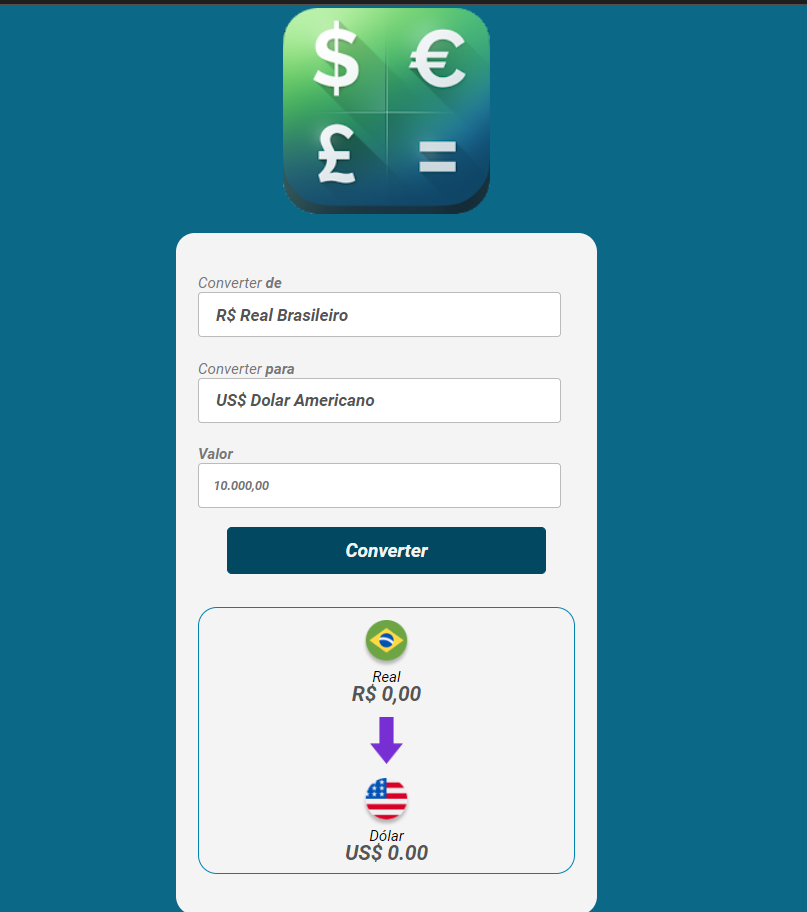 $ €
£ =
Converter de
R$ Real Brasileiro
Converter para
US$ Dolar Americano
Valor
10.000,00
Converter
Real
R$ 0,00
Dólar
US$ 0.00